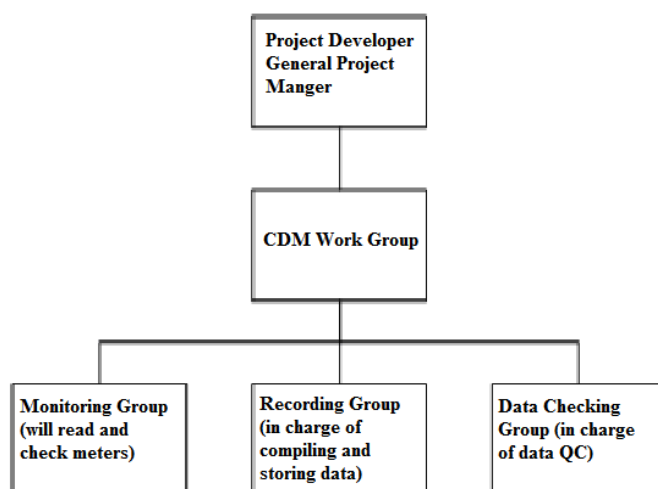 Project Developer
General Project
Manger
CDM Work Group
Monitoring Group
(will read and
check meters)
Recording Group
(in charge of
compiling and
storing data)
Data Checking
Group (in charge
of data QC)